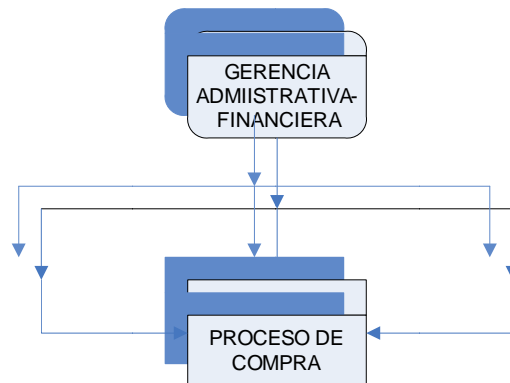 GERENCIA
ADMIISTRATIVA-
FINANCIERA
PROCESO DE
COMPRA